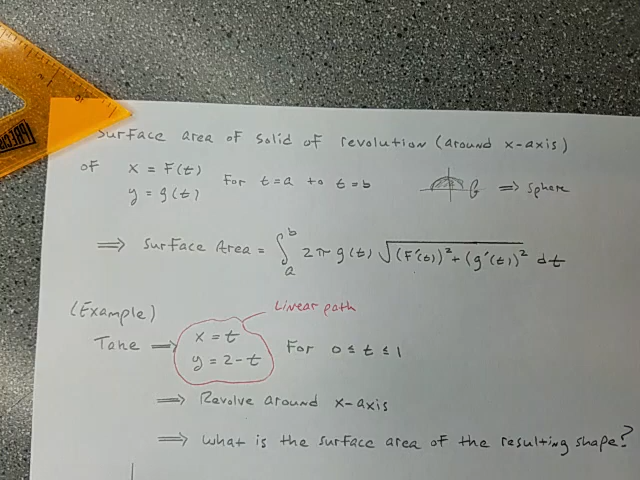 Surface area of solid of revolution (around x-axis)
of x = F(t)
y = g(t)
For t=a to t=b
⟹ sphere
⟹ Surface Area = ∫_a^b 2π g(t) √((F'(t))² + (g'(t))²) dt
(Example)
Linear path
Take ⟹ x = t
y = 2 - t
For 0 ≤ t ≤ 1
⟹ Revolve around x-axis
⟹ What is the surface area of the resulting shape?